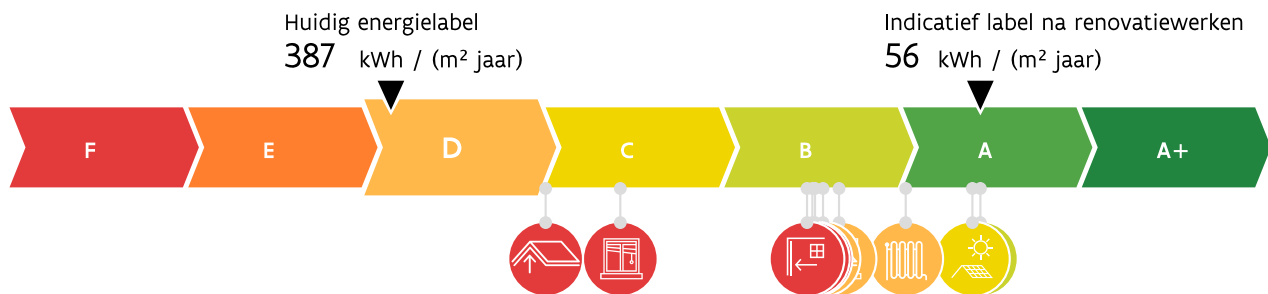 Huidig energielabel
387 kWh / (m² jaar)
Indicatief label na renovatiewerken
56 kWh / (m² jaar)
F E D C B A A+